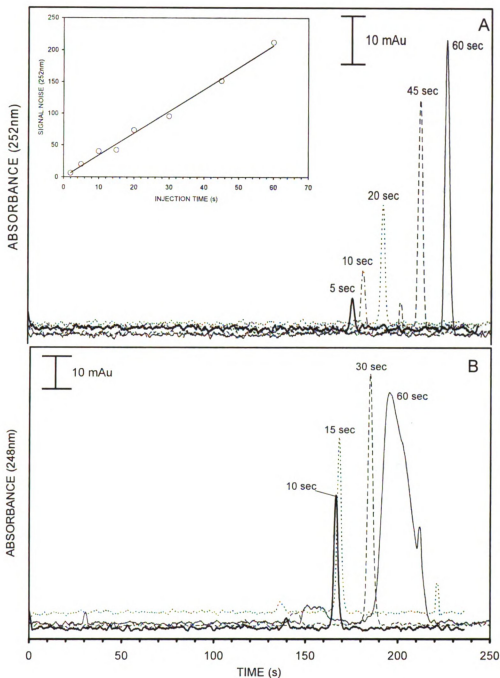 A
10 mAu
60 sec
45 sec
20 sec
10 sec
5 sec
ABSORBANCE (252nm)
250
200
150
100
50
0
SIGNAL NOISE (252nm)
0 10 20 30 40 50 60 70
INJECTION TIME (s)
B
10 mAu
30 sec
60 sec
15 sec
10 sec
ABSORBANCE (248nm)
0 50 100 150 200 250
TIME (s)